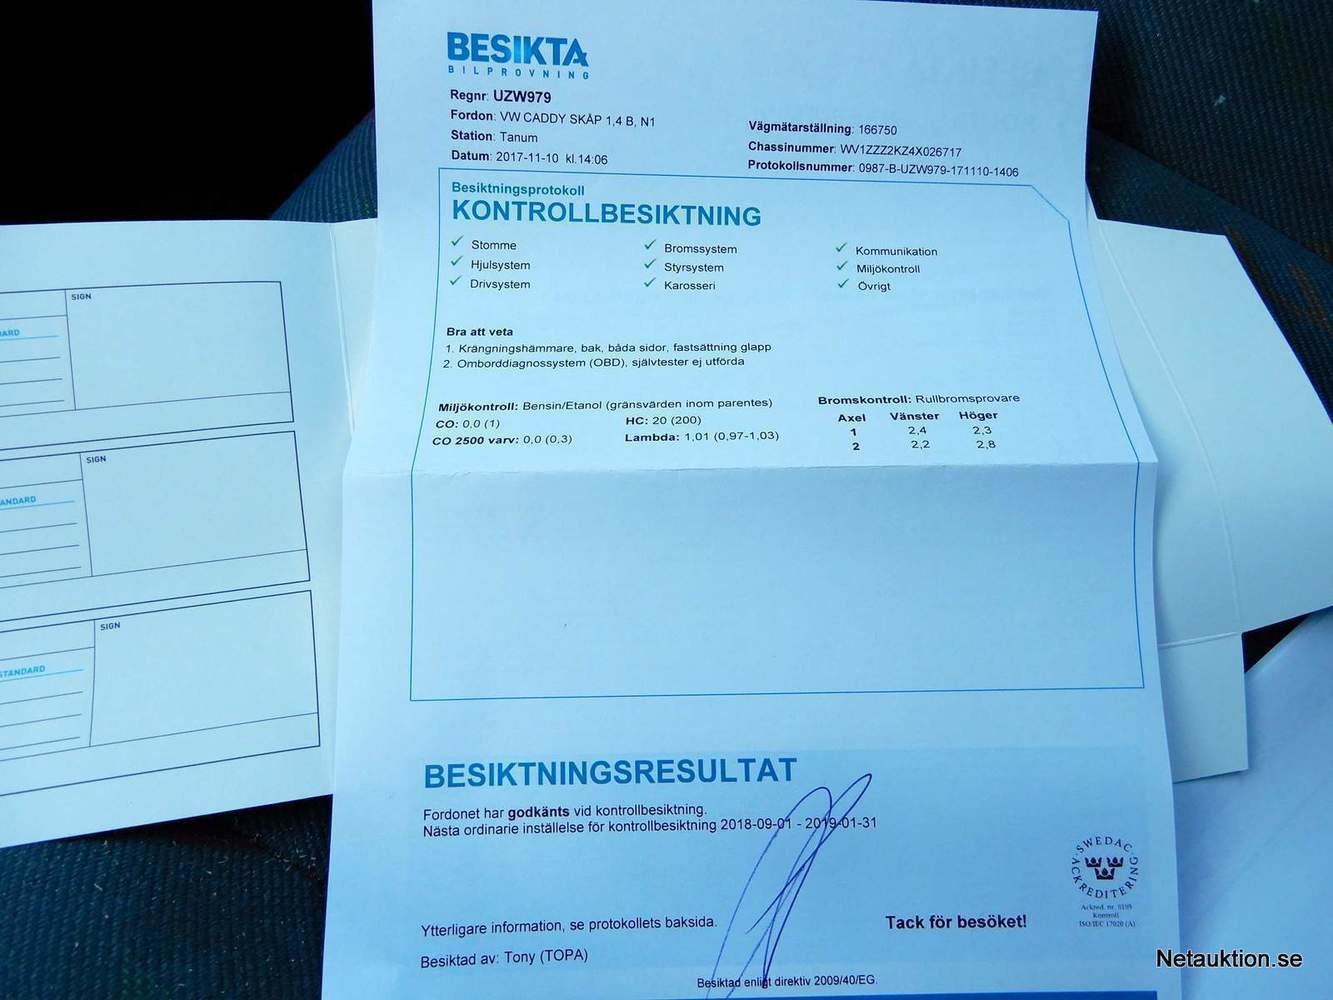 BESIKTA
BILPROVNING
Regnr: UZW979
Fordon: VW CADDY SKÅP 1,4 B, N1
Station: Tanum
Datum: 2017-11-10 kl.14:06
Vägmätarställning: 166750
Chassinummer: WV1ZZZ2KZ4X026717
Protokollsnummer: 0987-B-UZW979-171110-1406
Besiktningsprotokoll
KONTROLLBESIKTNING
Stomme
Hjulsystem
Drivsystem
Bromssystem
Styrsystem
Karosseri
Kommunikation
Miljökontroll
Övrigt
Bra att veta
1. Krängningshämmare, bak, båda sidor, fastsättning glapp
2. Omborddiagnossystem (OBD), självtester ej utförda
Miljökontroll: Bensin/Etanol (gränsvärden inom parentes)
CO: 0,0 (1) HC: 20 (200)
CO 2500 varv: 0,0 (0,3) Lambda: 1,01 (0,97-1,03)
Bromskontroll: Rullbromsprovare
Axel Vänster Höger
1 2,4 2,3
2 2,2 2,8
BESIKTNINGSRESULTAT
Fordonet har godkänts vid kontrollbesiktning.
Nästa ordinarie inställelse för kontrollbesiktning 2018-09-01 - 2019-01-31
Ytterligare information, se protokollets baksida.
Tack för besöket!
Besiktad av: Tony (TOPA)
Besiktad enligt direktiv 2009/40/EG.
SWEDAC
ACKREDITERING
Ackred. nr.
Kontroll
ISO/IEC 17020 (A)
SIGN
SIGN
STANDARD
SIGN
Netauktion.se